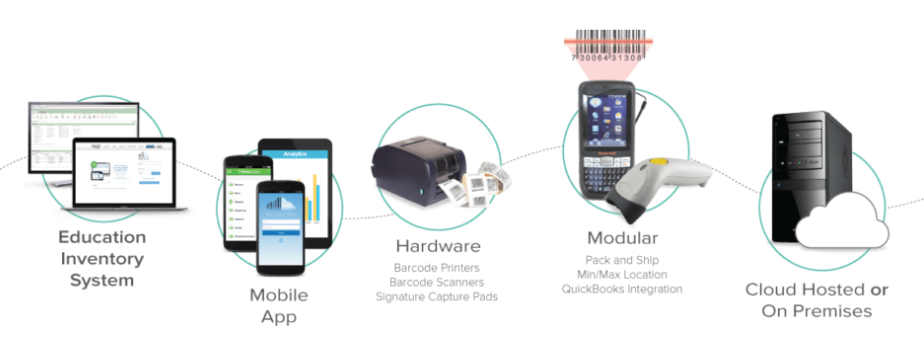 Education
Inventory
System
Analytics
Mobile
App
Hardware
Barcode Printers
Barcode Scanners
Signature Capture Pads
7 30064 31306
Modular
Pack and Ship
Min/Max Location
QuickBooks Integration
Cloud Hosted or
On Premises